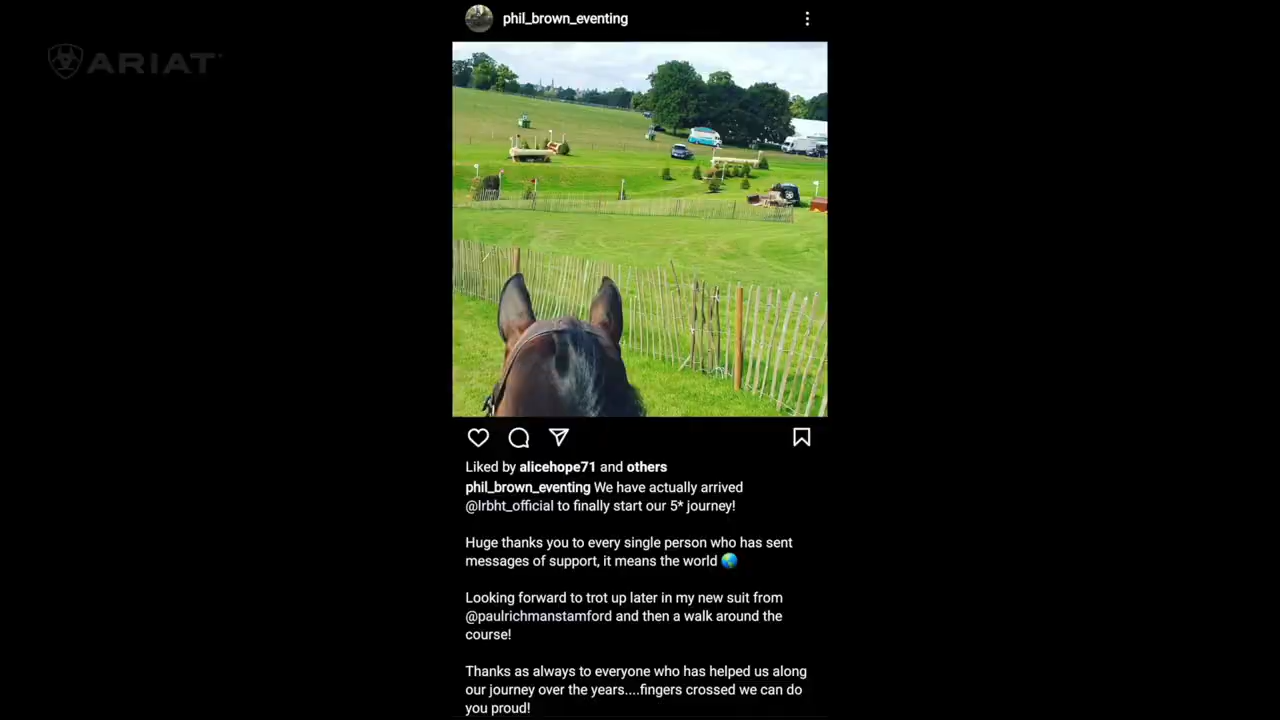 phil_brown_eventing
ARIAT
Liked by alicehope71 and others
phil_brown_eventing We have actually arrived
@lrbht_official to finally start our 5* journey!
Huge thanks you to every single person who has sent
messages of support, it means the world 🌎
Looking forward to trot up later in my new suit from
@paulrichmanstamford and then a walk around the
course!
Thanks as always to everyone who has helped us along
our journey over the years....fingers crossed we can do
you proud!